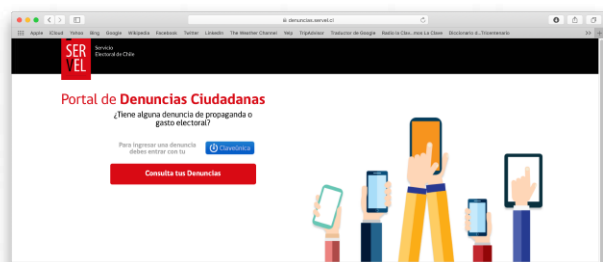 denuncias.servel.cl
Apple iCloud Yahoo Bing Google Wikipedia Facebook Twitter LinkedIn The Weather Channel Yelp TripAdvisor Traductor de Google
SER
VEL
Servicio
Electoral de Chile
Portal de Denuncias Ciudadanas
¿Tiene alguna denuncia de propaganda o
gasto electoral?
Para ingresar una denuncia
debes entrar con tu
ClaveÚnica
Consulta tus Denuncias